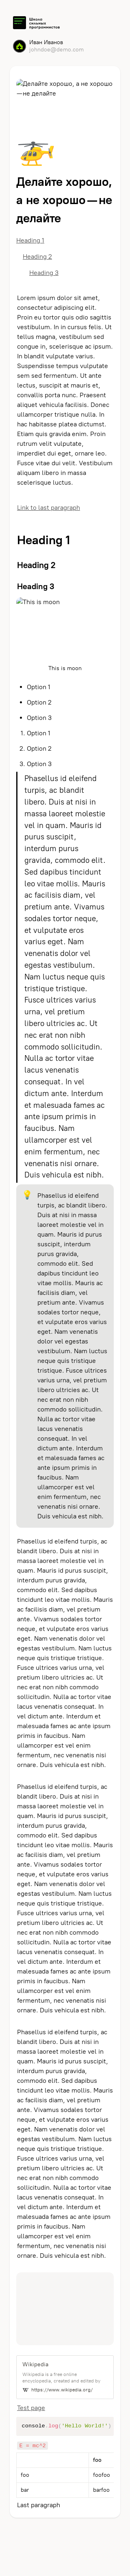 Школа
сильных
программистов
Иван Иванов
johndoe@demo.com
Делайте хорошо, а не хорошо
— не делайте
Делайте хорошо,
а не хорошо — не
делайте
Heading 1
Heading 2
Heading 3
Lorem ipsum dolor sit amet,
consectetur adipiscing elit.
Proin eu tortor quis odio sagittis
vestibulum. In in cursus felis. Ut
tellus magna, vestibulum sed
congue in, scelerisque ac ipsum.
In blandit vulputate varius.
Suspendisse tempus vulputate
sem sed fermentum. Ut ante
lectus, suscipit at mauris et,
convallis porta nunc. Praesent
aliquet vehicula facilisis. Donec
ullamcorper tristique nulla. In
hac habitasse platea dictumst.
Etiam quis gravida enim. Proin
rutrum velit vulputate,
imperdiet du eget, ornare leo.
Fusce vitae dui velit. Vestibulum
aliquam libero in massa
scelerisque luctus.
Link to last paragraph
Heading 1
Heading 2
Heading 3
This is moon
This is moon
• Option 1
• Option 2
• Option 3
1. Option 1
2. Option 2
3. Option 3
Phasellus id eleifend
turpis, ac blandit
libero. Duis at nisi in
massa laoreet molestie
vel in quam. Mauris id
purus suscipit,
interdum purus
gravida, commodo elit.
Sed dapibus tincidunt
leo vitae mollis. Mauris
ac facilisis diam, vel
pretium ante. Vivamus
sodales tortor neque,
et vulputate eros
varius eget. Nam
venenatis dolor vel
egestas vestibulum.
Nam luctus neque quis
tristique tristique.
Fusce ultrices varius
urna, vel pretium
libero ultricies ac. Ut
nec erat non nibh
commodo sollicitudin.
Nulla ac tortor vitae
lacus venenatis
consequat. In vel
dictum ante. Interdum
et malesuada fames ac
ante ipsum primis in
faucibus. Nam
ullamcorper est vel
enim fermentum, nec
venenatis nisi ornare.
Duis vehicula est nibh.
Phasellus id eleifend
turpis, ac blandit libero.
Duis at nisi in massa
laoreet molestie vel in
quam. Mauris id purus
suscipit, interdum
purus gravida,
commodo elit. Sed
dapibus tincidunt leo
vitae mollis. Mauris ac
facilisis diam, vel
pretium ante. Vivamus
sodales tortor neque,
et vulputate eros varius
eget. Nam venenatis
dolor vel egestas
vestibulum. Nam luctus
neque quis tristique
tristique. Fusce ultrices
varius urna, vel pretium
libero ultricies ac. Ut
nec erat non nibh
commodo sollicitudin.
Nulla ac tortor vitae
lacus venenatis
consequat. In vel
dictum ante. Interdum
et malesuada fames ac
ante ipsum primis in
faucibus. Nam
ullamcorper est vel
enim fermentum, nec
venenatis nisi ornare.
Duis vehicula est nibh.
Phasellus id eleifend turpis, ac
blandit libero. Duis at nisi in
massa laoreet molestie vel in
quam. Mauris id purus suscipit,
interdum purus gravida,
commodo elit. Sed dapibus
tincidunt leo vitae mollis. Mauris
ac facilisis diam, vel pretium
ante. Vivamus sodales tortor
neque, et vulputate eros varius
eget. Nam venenatis dolor vel
egestas vestibulum. Nam luctus
neque quis tristique tristique.
Fusce ultrices varius urna, vel
pretium libero ultricies ac. Ut
nec erat non nibh commodo
sollicitudin. Nulla ac tortor vitae
lacus venenatis consequat. In
vel dictum ante. Interdum et
malesuada fames ac ante ipsum
primis in faucibus. Nam
ullamcorper est vel enim
fermentum, nec venenatis nisi
ornare. Duis vehicula est nibh.
Phasellus id eleifend turpis, ac
blandit libero. Duis at nisi in
massa laoreet molestie vel in
quam. Mauris id purus suscipit,
interdum purus gravida,
commodo elit. Sed dapibus
tincidunt leo vitae mollis. Mauris
ac facilisis diam, vel pretium
ante. Vivamus sodales tortor
neque, et vulputate eros varius
eget. Nam venenatis dolor vel
egestas vestibulum. Nam luctus
neque quis tristique tristique.
Fusce ultrices varius urna, vel
pretium libero ultricies ac. Ut
nec erat non nibh commodo
sollicitudin. Nulla ac tortor vitae
lacus venenatis consequat. In
vel dictum ante. Interdum et
malesuada fames ac ante ipsum
primis in faucibus. Nam
ullamcorper est vel enim
fermentum, nec venenatis nisi
ornare. Duis vehicula est nibh.
Phasellus id eleifend turpis, ac
blandit libero. Duis at nisi in
massa laoreet molestie vel in
quam. Mauris id purus suscipit,
interdum purus gravida,
commodo elit. Sed dapibus
tincidunt leo vitae mollis. Mauris
ac facilisis diam, vel pretium
ante. Vivamus sodales tortor
neque, et vulputate eros varius
eget. Nam venenatis dolor vel
egestas vestibulum. Nam luctus
neque quis tristique tristique.
Fusce ultrices varius urna, vel
pretium libero ultricies ac. Ut
nec erat non nibh commodo
sollicitudin. Nulla ac tortor vitae
lacus venenatis consequat. In
vel dictum ante. Interdum et
malesuada fames ac ante ipsum
primis in faucibus. Nam
ullamcorper est vel enim
fermentum, nec venenatis nisi
ornare. Duis vehicula est nibh.
Wikipedia
Wikipedia is a free online
encyclopedia, created and edited by
W https://www.wikipedia.org/
Test page
console.log('Hello World!')
E = mc^2
foo
foo foofoo
bar barfoo
Last paragraph